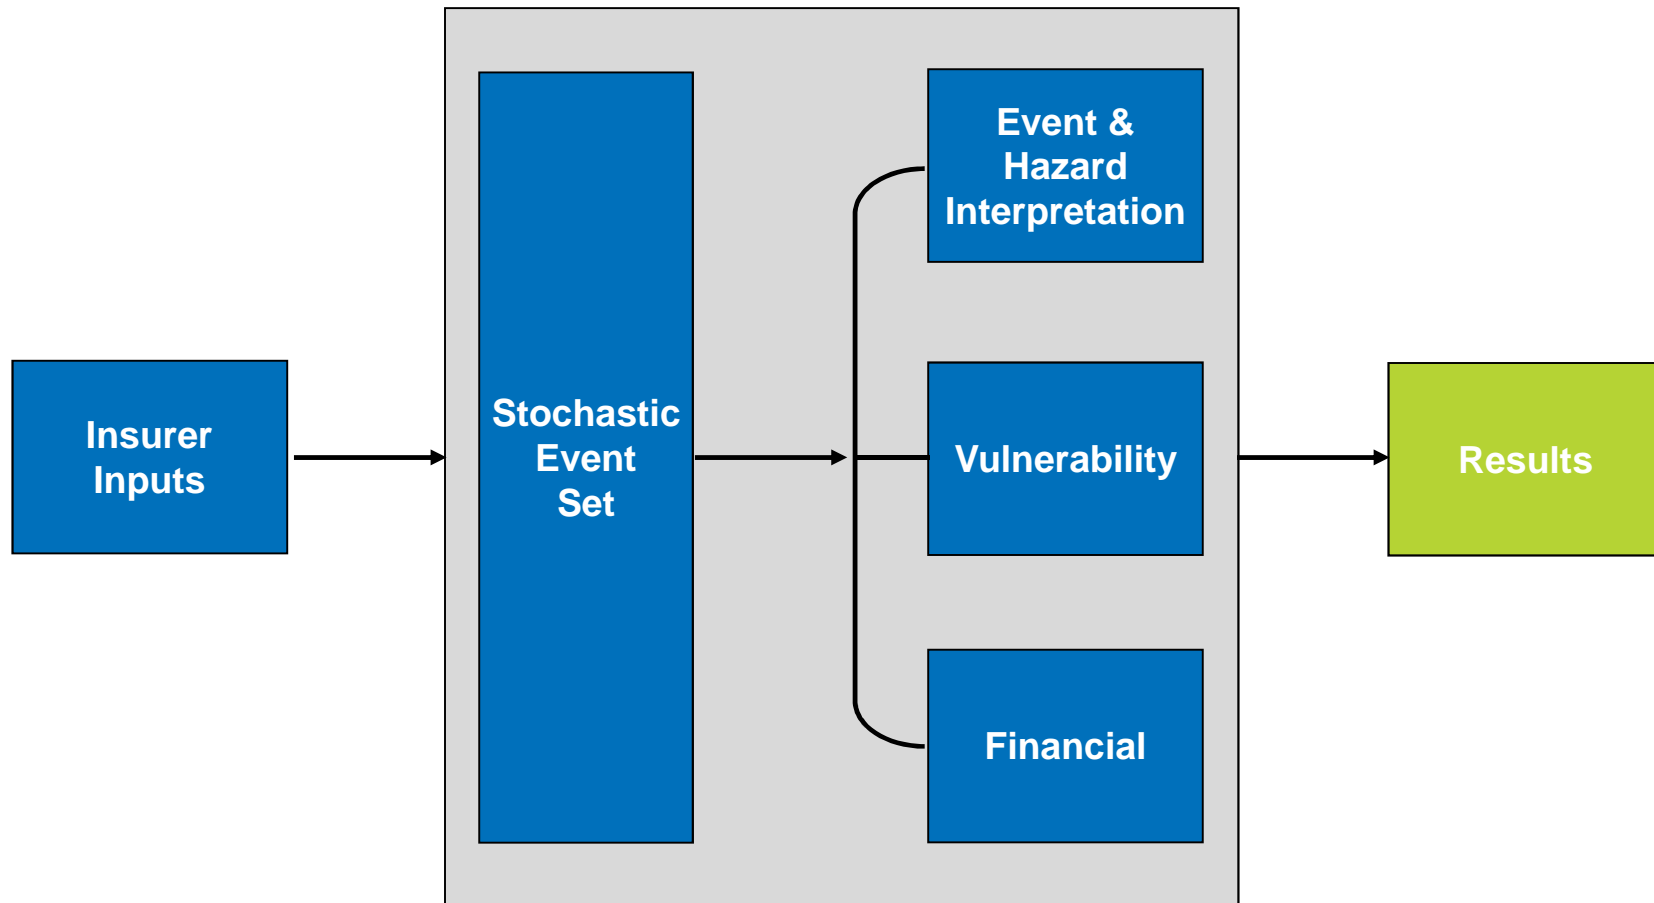 Insurer
Inputs
Stochastic
Event
Set
Event &
Hazard
Interpretation
Vulnerability
Financial
Results